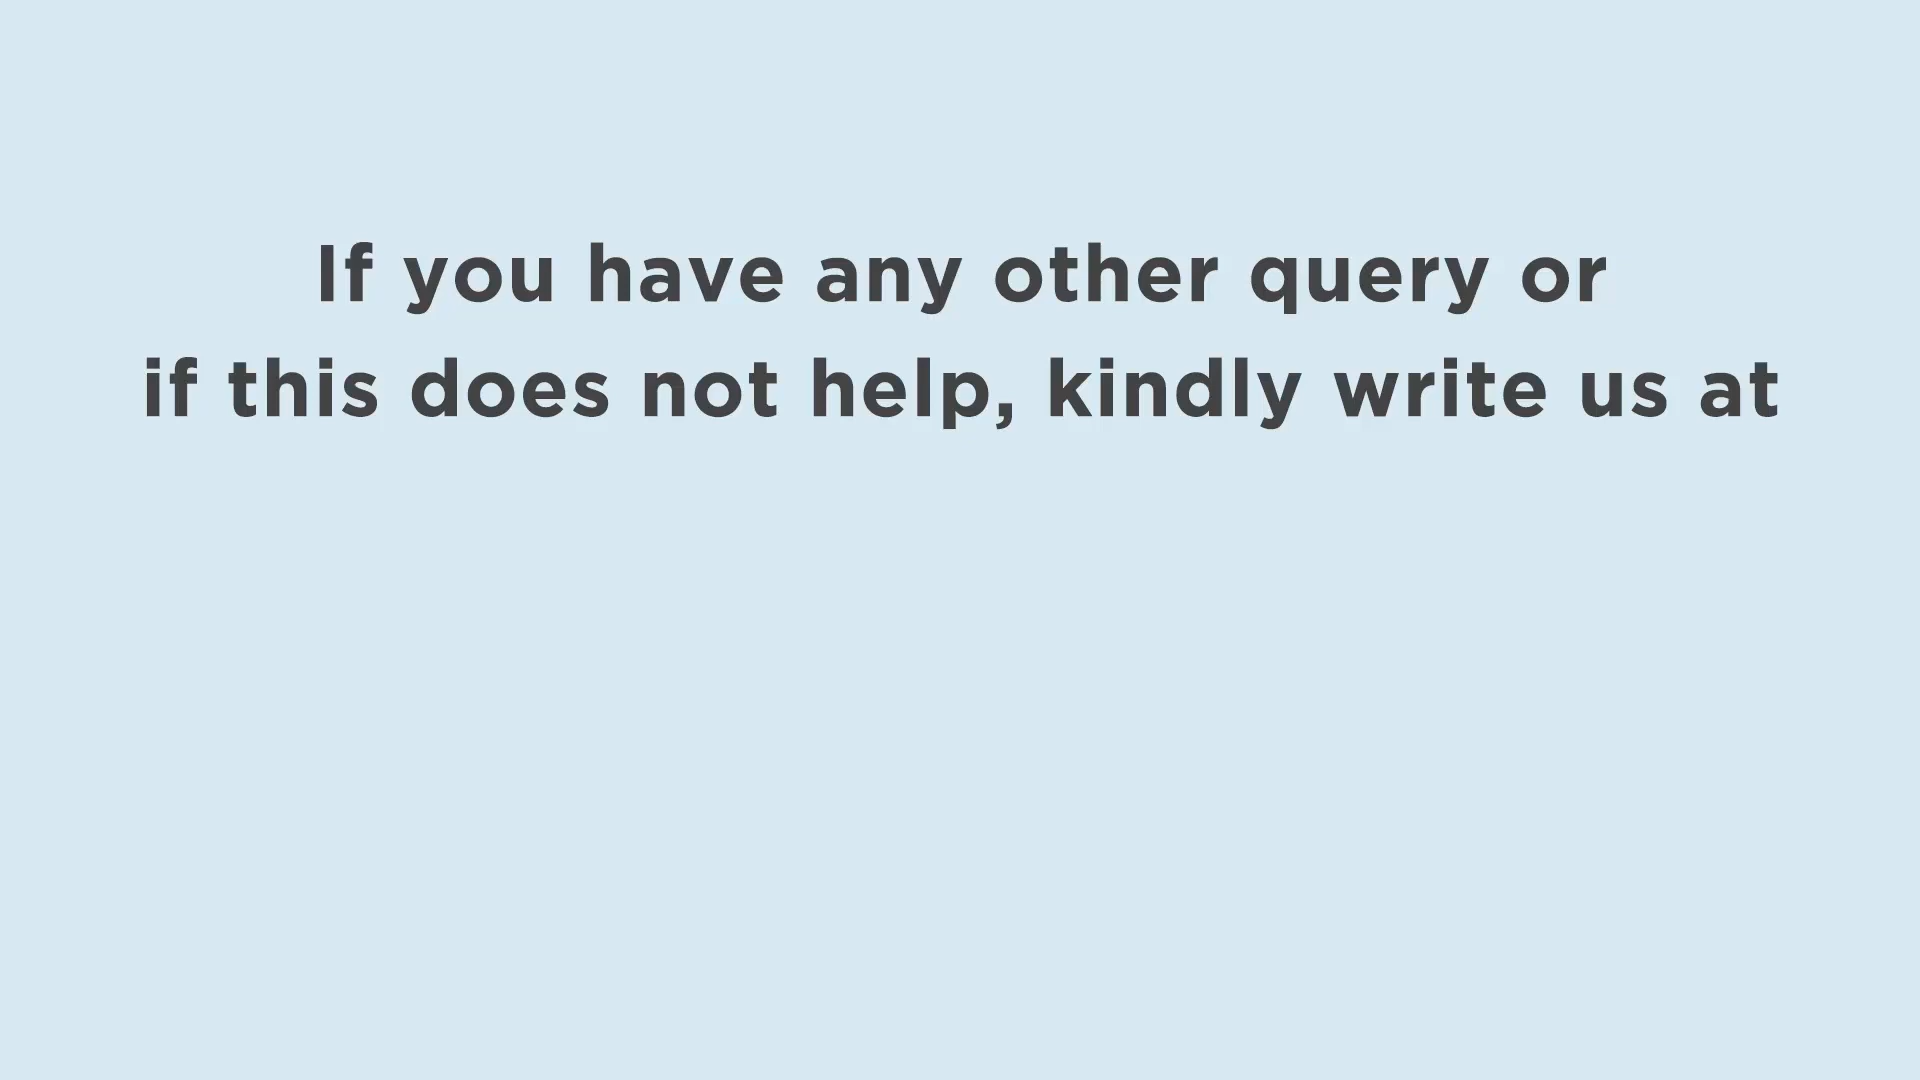 If you have any other query or
if this does not help, kindly write us at